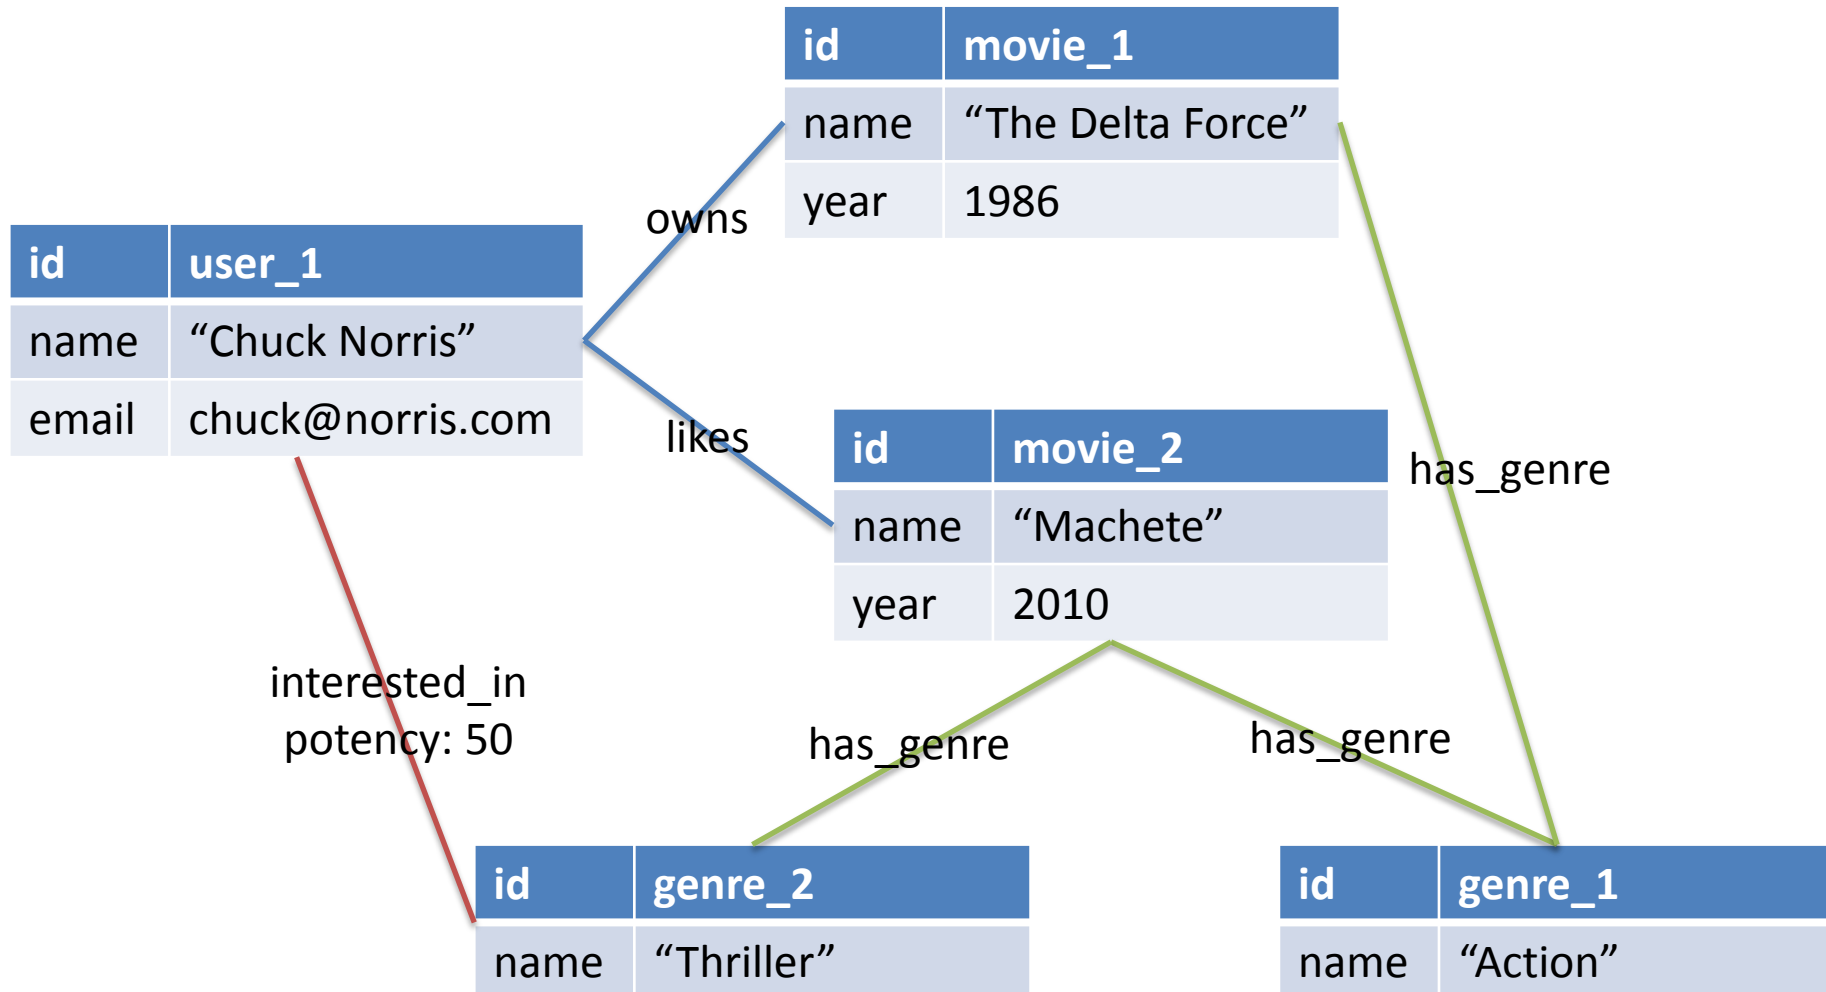 id movie_1
name “The Delta Force”
year 1986
owns
id user_1
name “Chuck Norris”
email chuck@norris.com
likes
id movie_2
name “Machete”
year 2010
has_genre
interested_in
potency: 50
has_genre
has_genre
id genre_2
name “Thriller”
id genre_1
name “Action”